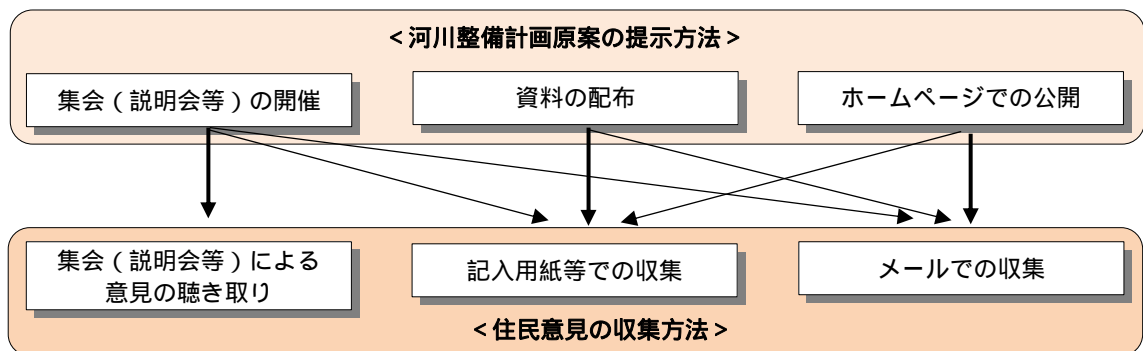 ＜河川整備計画原案の提示方法＞
集会（説明会等）の開催
資料の配布
ホームページでの公開
集会（説明会等）による
意見の聴き取り
記入用紙等での収集
メールでの収集
＜住民意見の収集方法＞